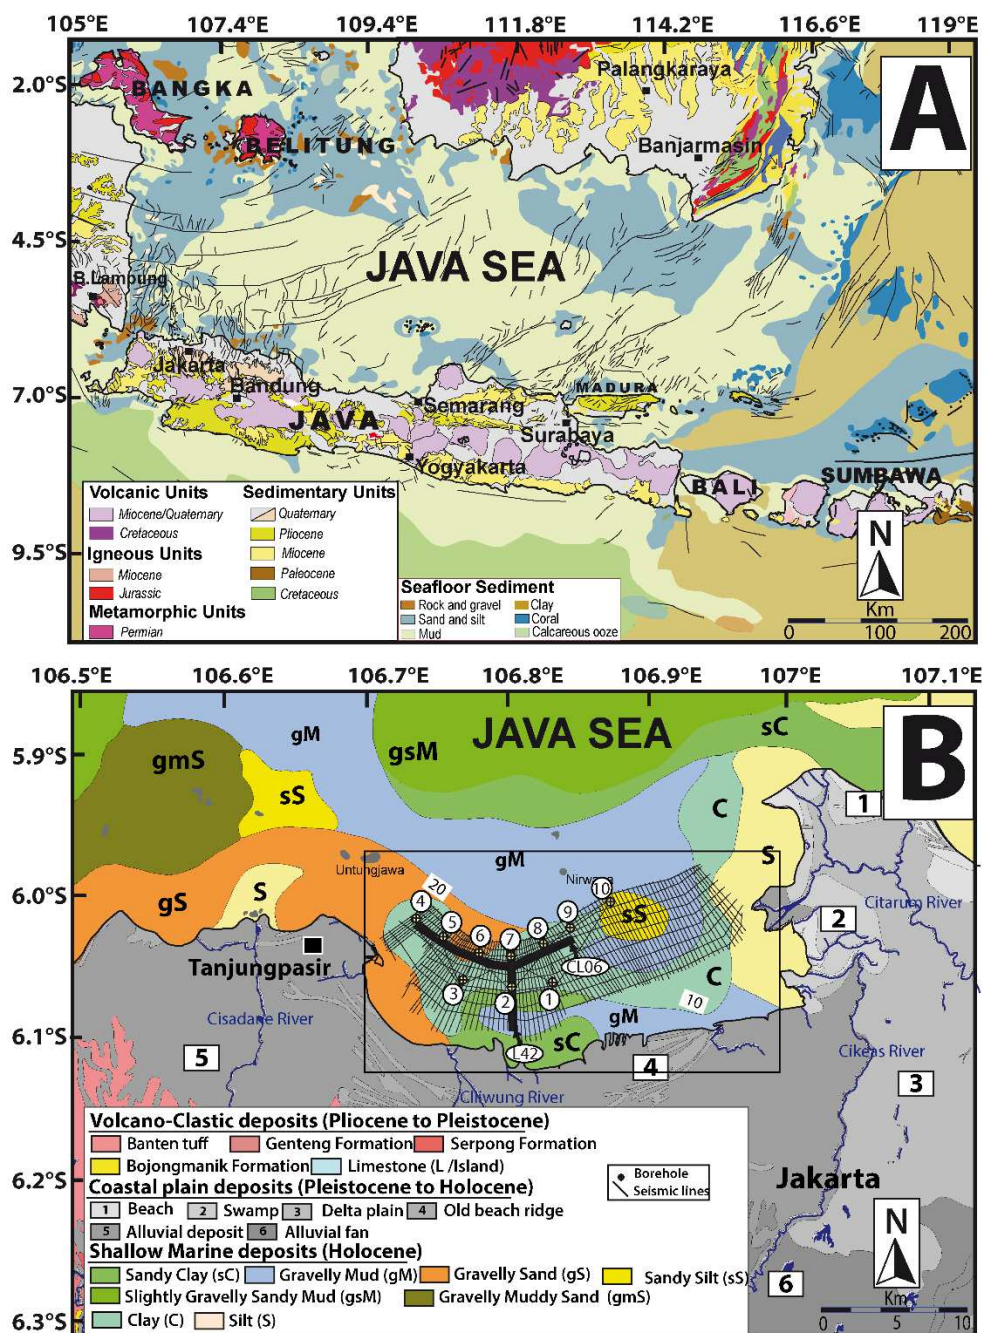 105°E 107.4°E 109.4°E 111.8°E 114.2°E 116.6°E 119°E
2.0°S
4.5°S
7.0°S
9.5°S
A
BANGKA
BELITUNG
Palangkaraya
Banjarmasin
JAVA SEA
B.Lampung
Jakarta
Bandung
JAVA
Semarang
MADURA
Surabaya
Yogyakarta
BALI
SUMBAWA
Volcanic Units
Miocene/Quaternary
Cretaceous
Igneous Units
Miocene
Jurassic
Metamorphic Units
Permian
Sedimentary Units
Quaternary
Pliocene
Miocene
Paleocene
Cretaceous
Seafloor Sediment
Rock and gravel
Sand and silt
Mud
Clay
Coral
Calcareous ooze
N
Km
0 100 200
106.5°E 106.6°E 106.7°E 106.8°E 106.9°E 107°E 107.1°E
5.9°S
6.0°S
6.1°S
6.2°S
6.3°S
B
JAVA SEA
gM
gmS
sS
gsM
sC
C
S
1
gM
Untungjawa
Nirwana
S
gS
20
4
5
6
7
8
9
10
sS
Citarum River
2
Tanjungpasir
CL06
C
3
2
1
10
gM
Cisadane River
sC
L42
5
4
Cikeas River
3
Ciliwung River
Jakarta
6
Volcano-Clastic deposits (Pliocene to Pleistocene)
Banten tuff Genteng Formation Serpong Formation
Bojongmanik Formation Limestone (L /Island)
Coastal plain deposits (Pleistocene to Holocene)
1 Beach 2 Swamp 3 Delta plain 4 Old beach ridge
5 Alluvial deposit 6 Alluvial fan
Shallow Marine deposits (Holocene)
Sandy Clay (sC) Gravelly Mud (gM) Gravelly Sand (gS) Sandy Silt (sS)
Slightly Gravelly Sandy Mud (gsM) Gravelly Muddy Sand (gmS)
Clay (C) Silt (S)
Borehole
Seismic lines
N
Km
0 5 10